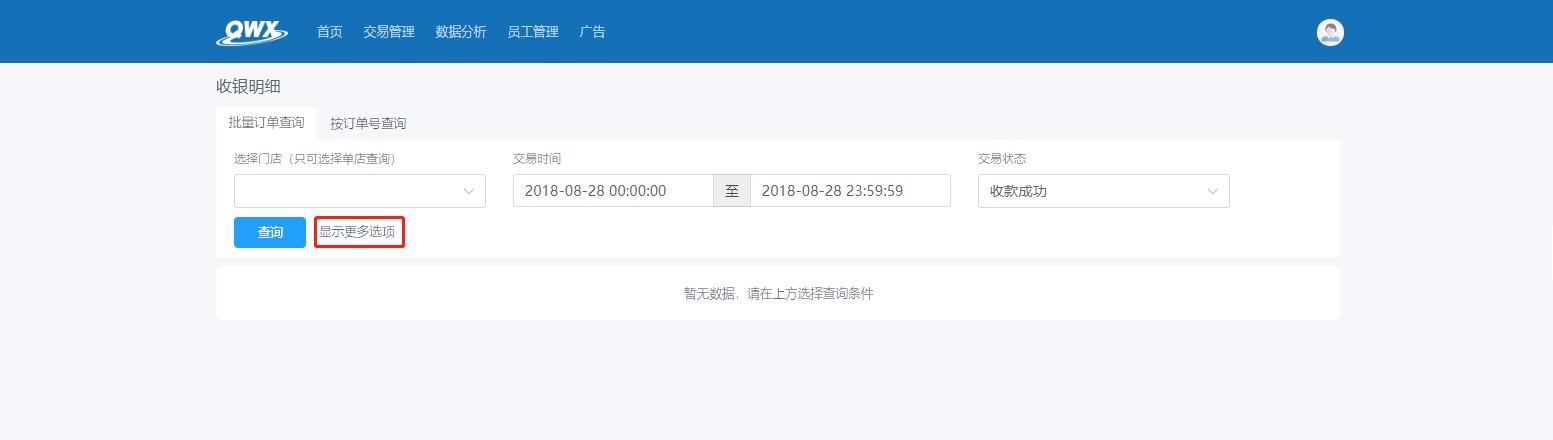 QWX 首页 交易管理 数据分析 员工管理 广告
收银明细
批量订单查询 按订单号查询
选择门店（只可选择单店查询） 交易时间 交易状态
2018-08-28 00:00:00 至 2018-08-28 23:59:59 收款成功
查询 显示更多选项
暂无数据，请在上方选择查询条件